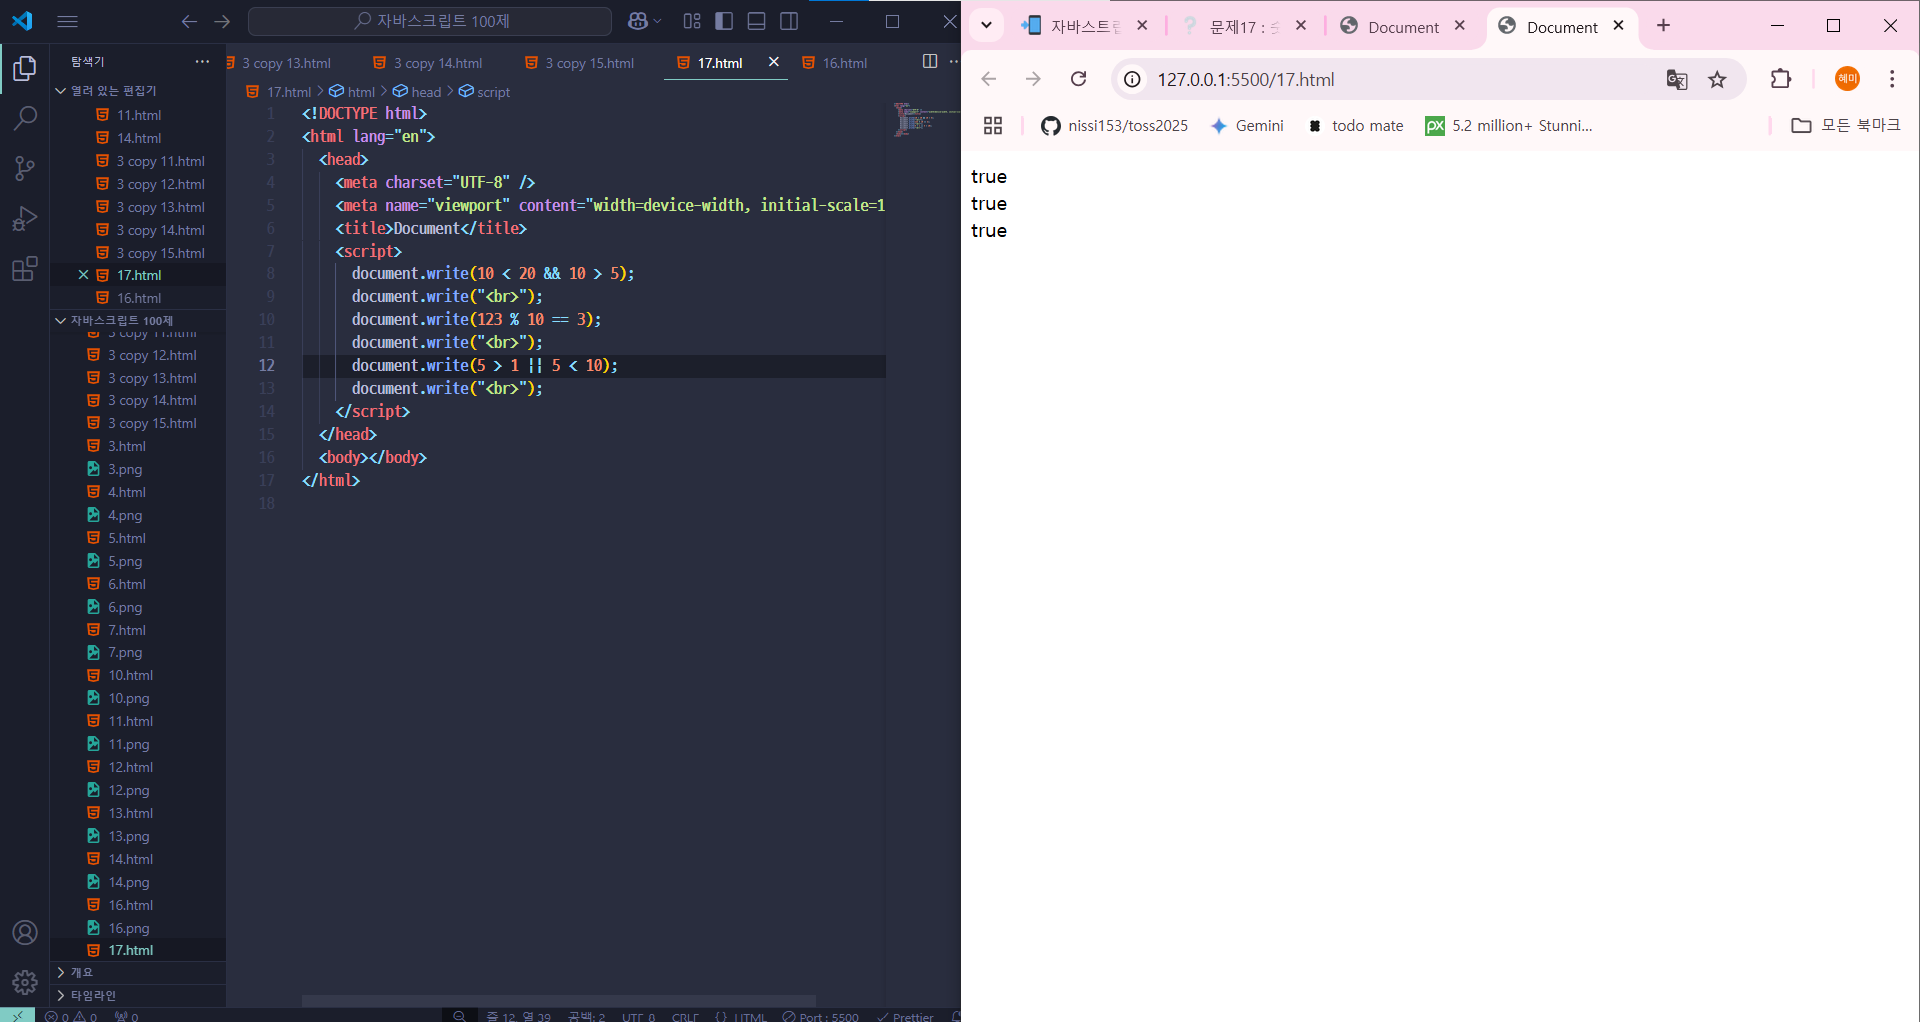 자바스크립트 100제
탐색기
3 copy 13.html
3 copy 14.html
3 copy 15.html
17.html
16.html
열려 있는 편집기
11.html
14.html
3 copy 11.html
3 copy 12.html
3 copy 13.html
3 copy 14.html
3 copy 15.html
17.html
16.html
자바스크립트 100제
3 copy 11.html
3 copy 12.html
3 copy 13.html
3 copy 14.html
3 copy 15.html
3.html
3.png
4.html
4.png
5.html
5.png
6.html
6.png
7.html
7.png
10.html
10.png
11.html
11.png
12.html
12.png
13.html
13.png
14.html
14.png
16.html
16.png
17.html
개요
타임라인
17.html > html > head > script
1 <!DOCTYPE html>
2 <html lang="en">
3 <head>
4 <meta charset="UTF-8" />
5 <meta name="viewport" content="width=device-width, initial-scale=1
6 <title>Document</title>
7 <script>
8 document.write(10 < 20 && 10 > 5);
9 document.write("<br>");
10 document.write(123 % 10 == 3);
11 document.write("<br>");
12 document.write(5 > 1 || 5 < 10);
13 document.write("<br>");
14 </script>
15 </head>
16 <body></body>
17 </html>
18
0 0 0
줄 12, 열 39 공백: 2 UTF-8 CRLF {} HTML Port : 5500 Prettier
자바스트립
문제17 :
Document
Document
127.0.0.1:5500/17.html
혜미
nissi153/toss2025
Gemini
todo mate
px 5.2 million+ Stunni...
모든 북마크
true
true
true